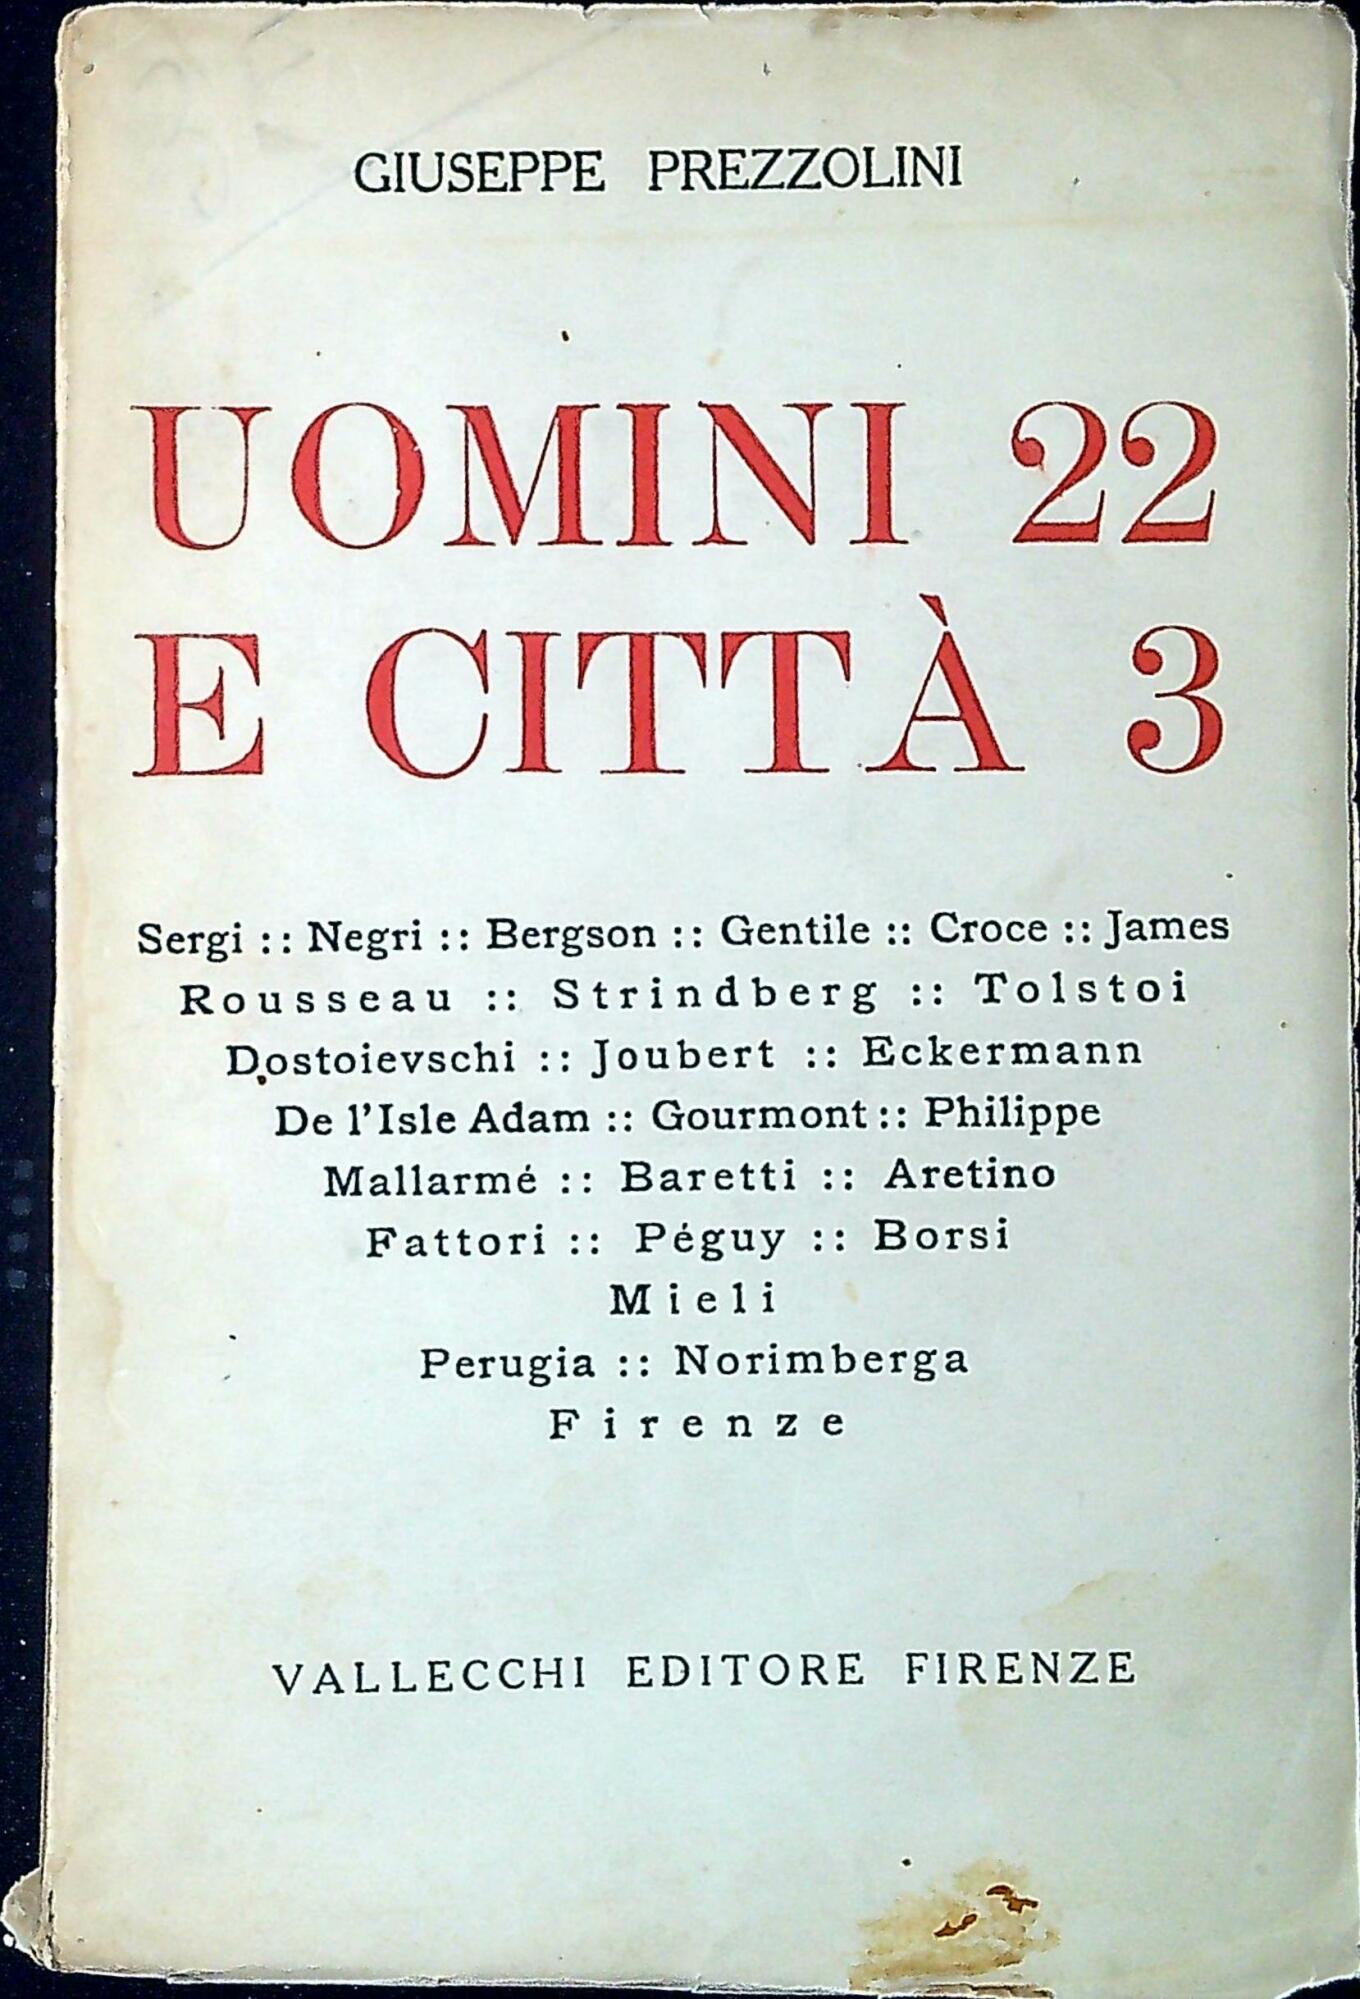 GIUSEPPE PREZZOLINI
UOMINI 22
E CITTÀ 3
Sergi :: Negri :: Bergson :: Gentile :: Croce :: James
Rousseau :: Strindberg :: Tolstoi
Dostoievschi :: Joubert :: Eckermann
De l'Isle Adam :: Gourmont :: Philippe
Mallarmé :: Baretti :: Aretino
Fattori :: Péguy :: Borsi
Mieli
Perugia :: Norimberga
Firenze
VALLECCHI EDITORE FIRENZE